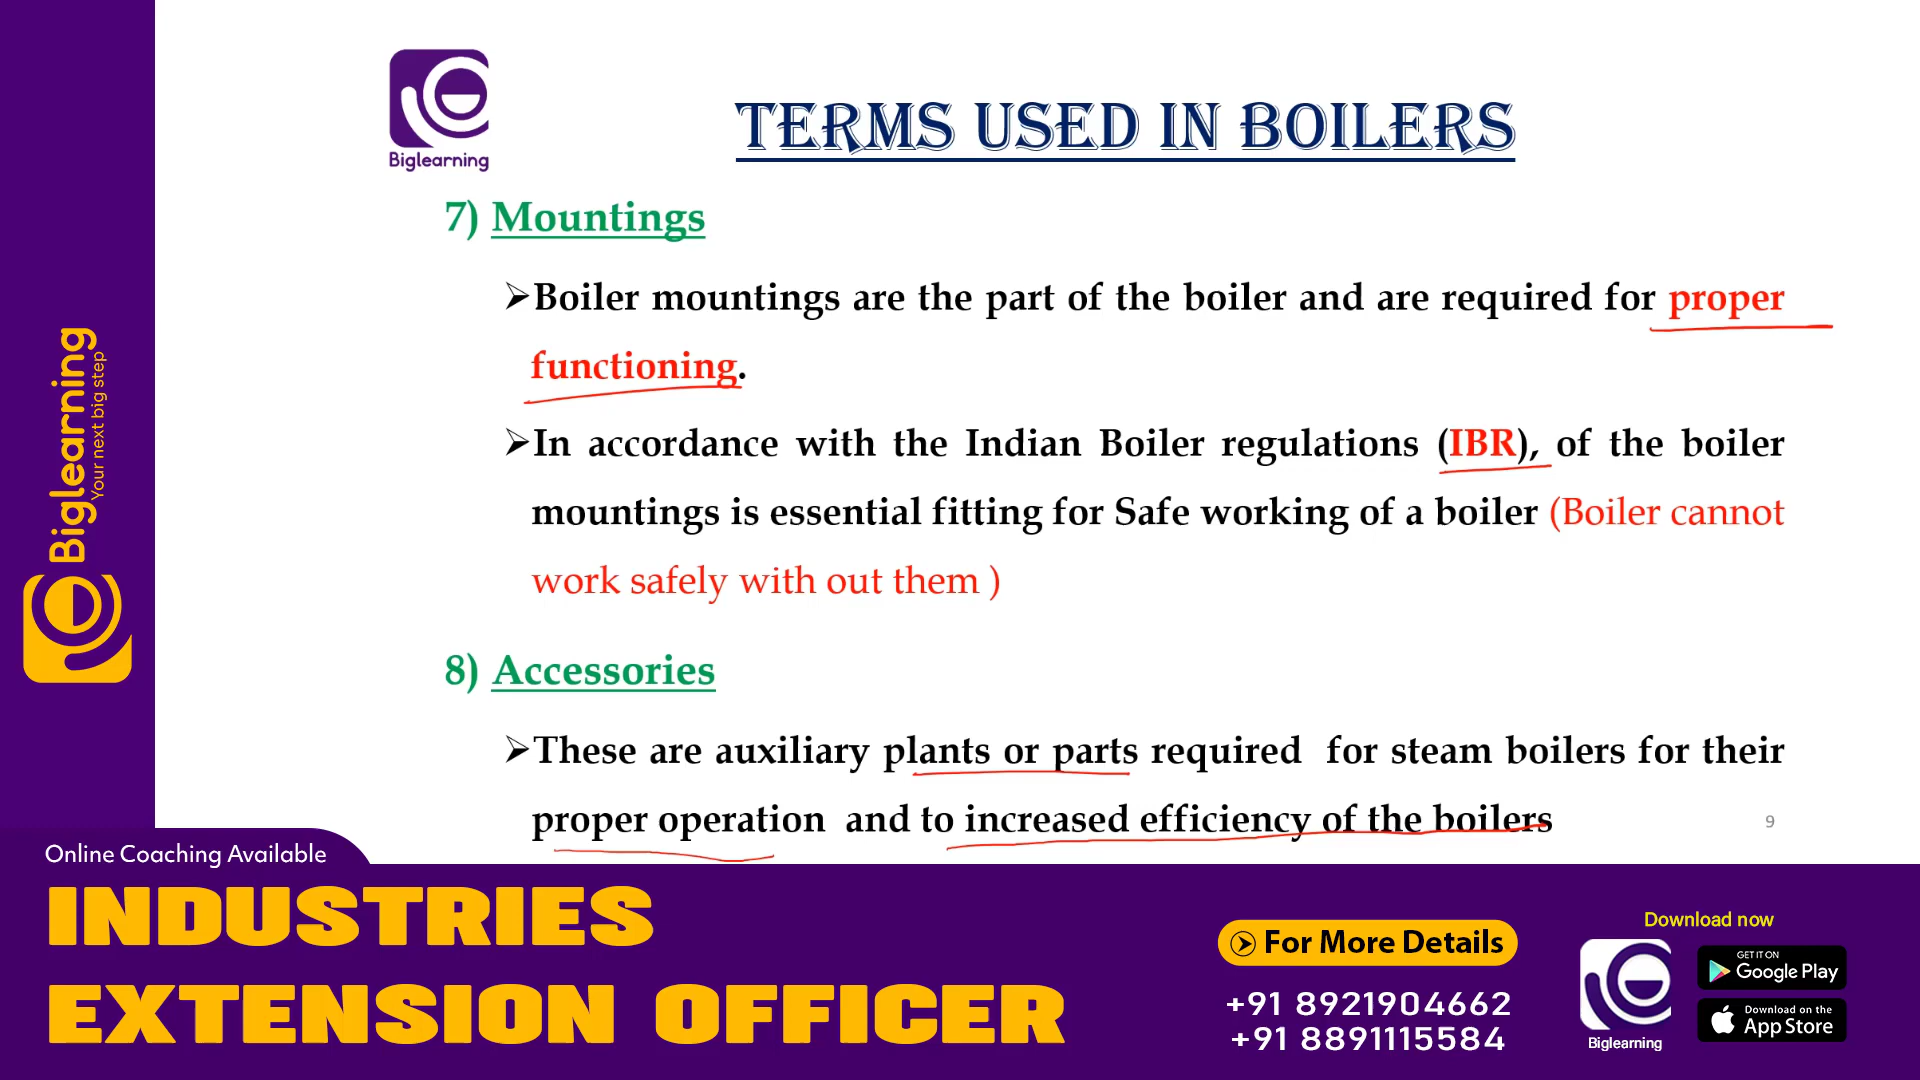 Biglearning
TERMS USED IN BOILERS
7) Mountings
➢Boiler mountings are the part of the boiler and are required for proper
functioning.
➢In accordance with the Indian Boiler regulations (IBR), of the boiler
mountings is essential fitting for Safe working of a boiler (Boiler cannot
work safely with out them )
8) Accessories
➢These are auxiliary plants or parts required for steam boilers for their
proper operation and to increased efficiency of the boilers
9
Biglearning
Your next big step
Online Coaching Available
INDUSTRIES
EXTENSION OFFICER
For More Details
+91 8921904662
+91 8891115584
Download now
Biglearning
GET IT ON
Google Play
Download on the
App Store